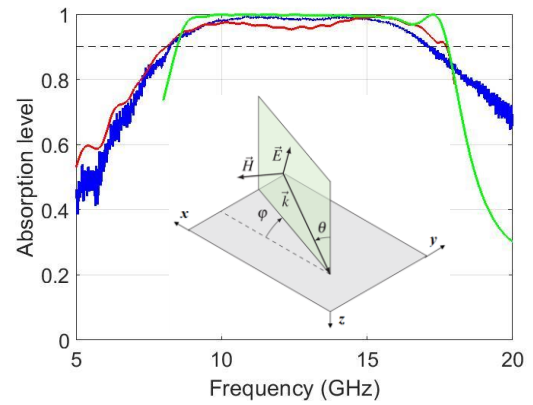 Absorption level
1
0.8
0.6
0.4
0.2
0
5
10
15
20
Frequency (GHz)
H⃗
E⃗
k⃗
x
φ
θ
y
z